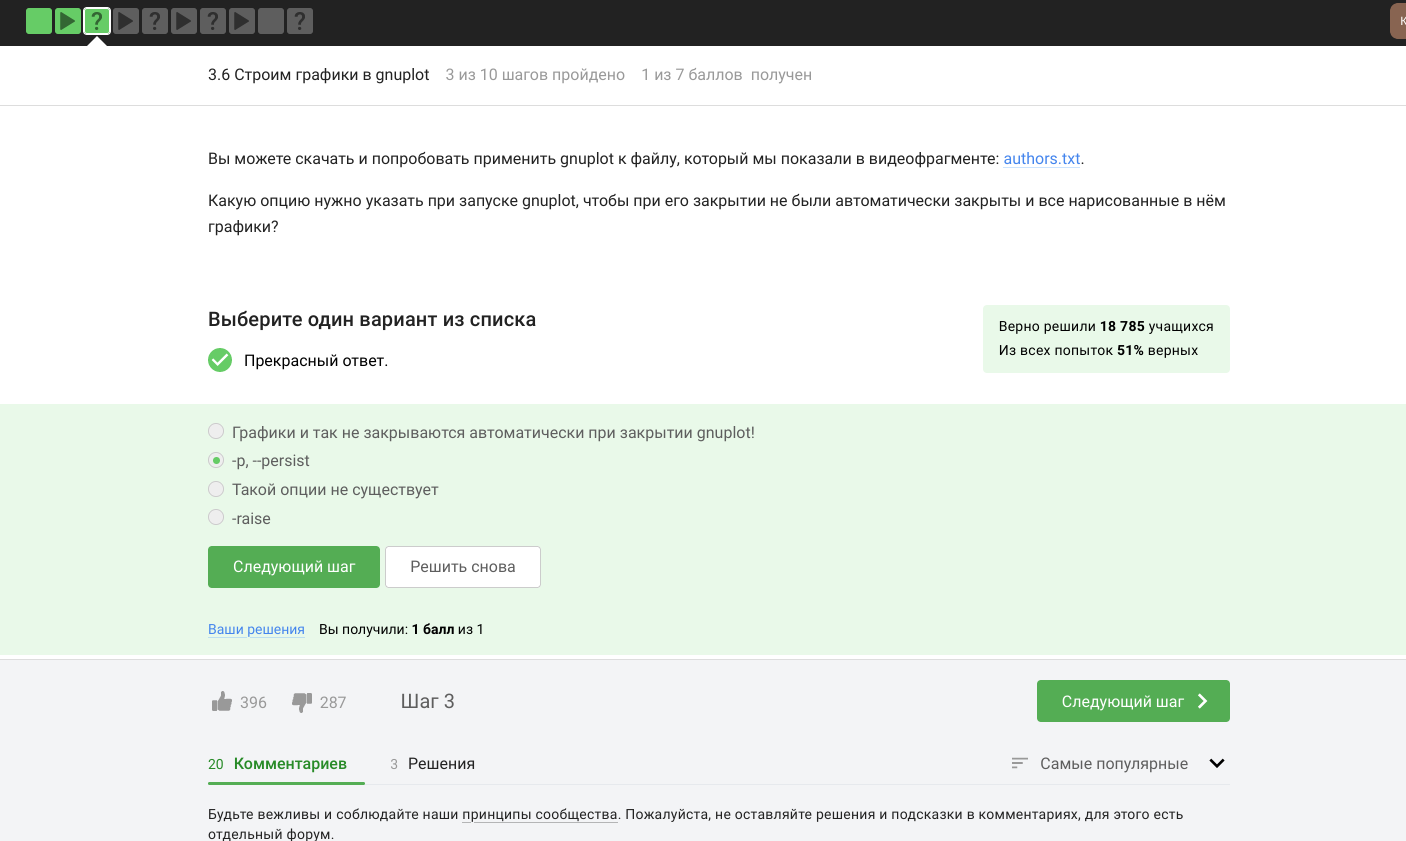 ? ? ? ?
К
3.6 Строим графики в gnuplot 3 из 10 шагов пройдено 1 из 7 баллов получен
Вы можете скачать и попробовать применить gnuplot к файлу, который мы показали в видеофрагменте: authors.txt.
Какую опцию нужно указать при запуске gnuplot, чтобы при его закрытии не были автоматически закрыты и все нарисованные в нём
графики?
Выберите один вариант из списка
Прекрасный ответ.
Верно решили 18 785 учащихся
Из всех попыток 51% верных
Графики и так не закрываются автоматически при закрытии gnuplot!
-p, --persist
Такой опции не существует
-raise
Следующий шаг Решить снова
Ваши решения Вы получили: 1 балл из 1
396 287 Шаг 3 Следующий шаг
20 Комментариев 3 Решения Самые популярные
Будьте вежливы и соблюдайте наши принципы сообщества. Пожалуйста, не оставляйте решения и подсказки в комментариях, для этого есть
отдельный форум.